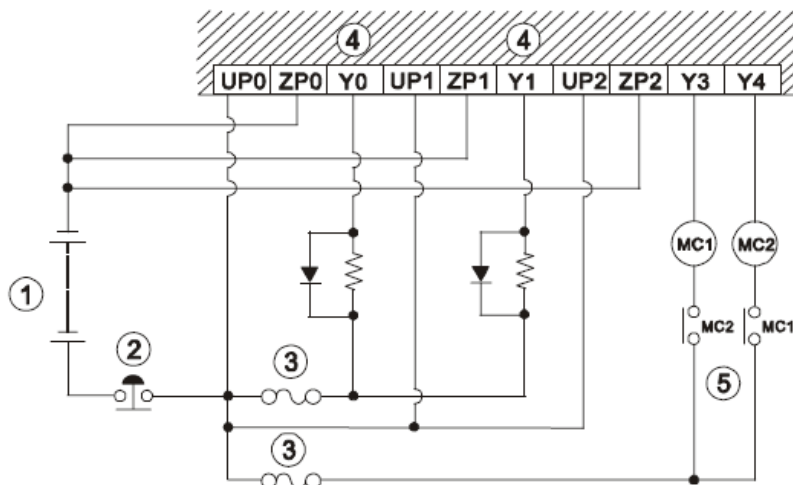 ④ ④
UP0 ZP0 Y0 UP1 ZP1 Y1 UP2 ZP2 Y3 Y4
MC1 MC2
①
MC2 MC1
②
③
⑤
③